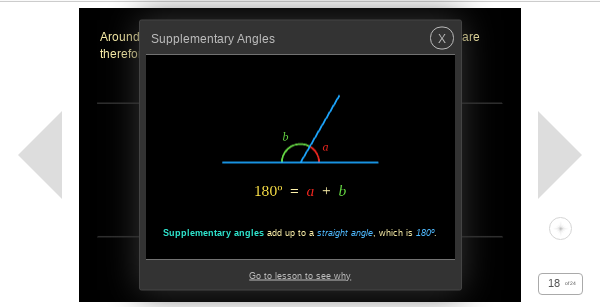 Around are
Supplementary Angles X
therefo
b
a
180º = a + b
Supplementary angles add up to a straight angle, which is 180º.
Go to lesson to see why
18 of 24